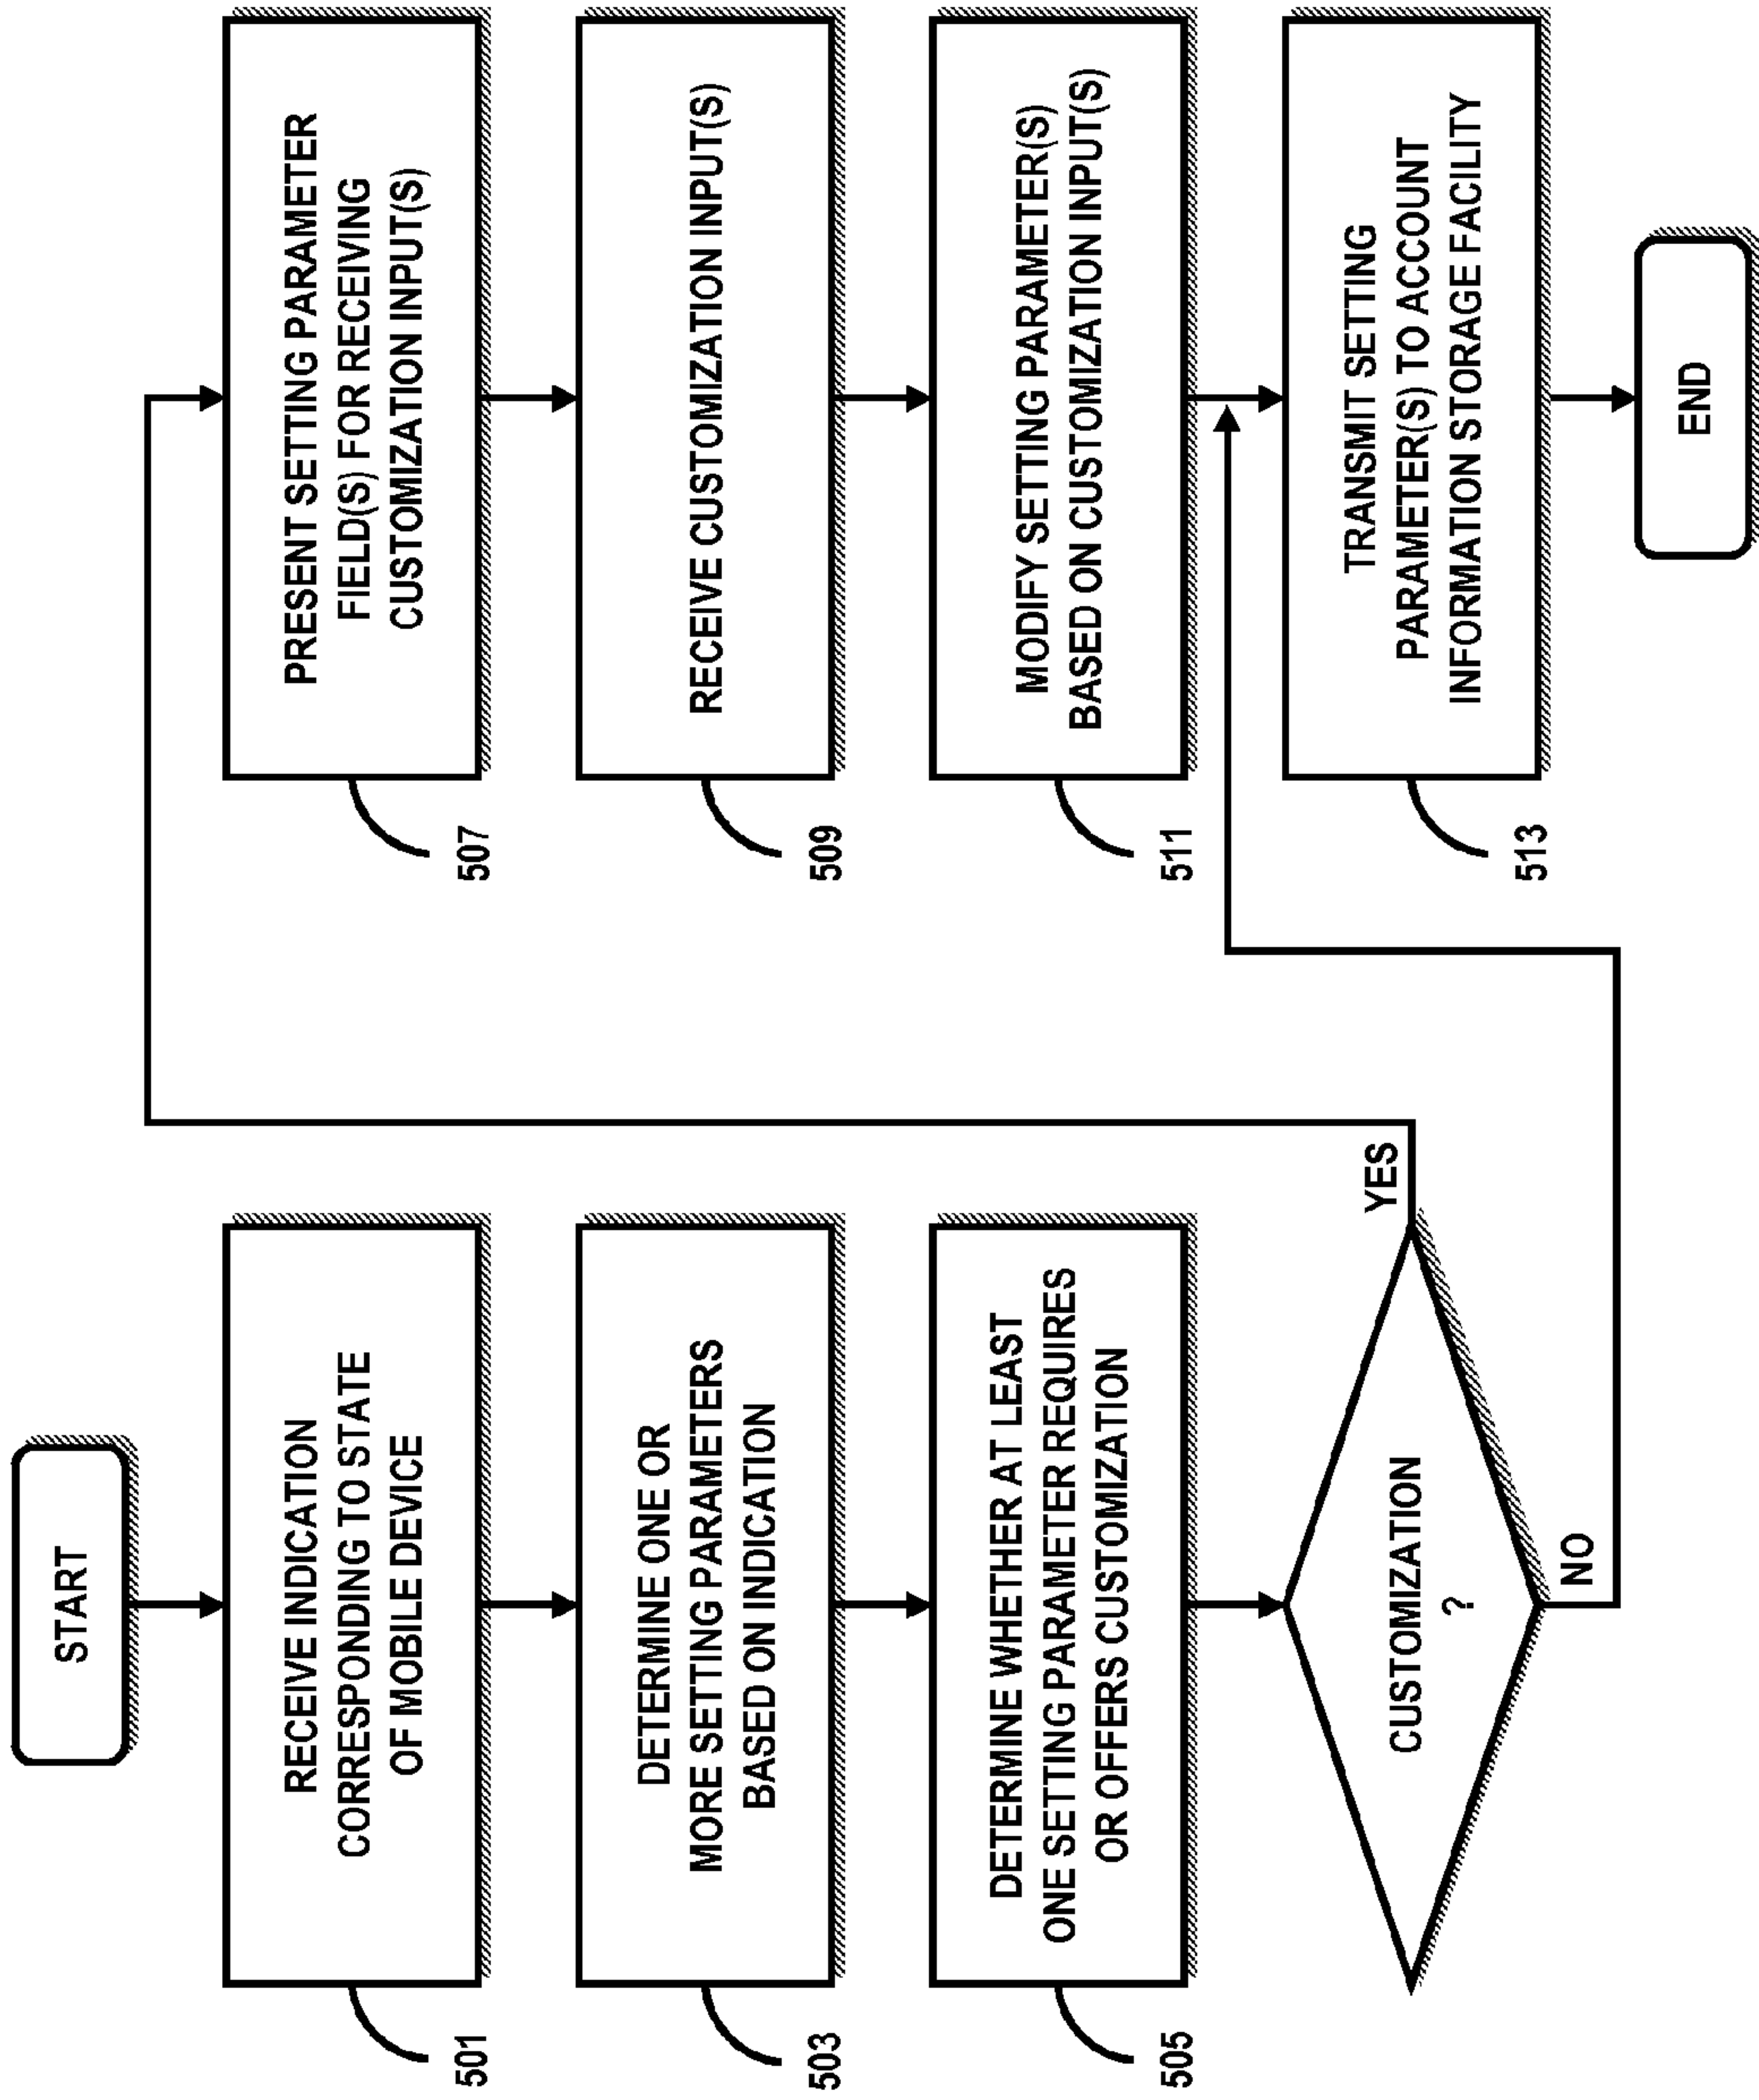 START
RECEIVE INDICATION
CORRESPONDING TO STATE
OF MOBILE DEVICE
501
DETERMINE ONE OR
MORE SETTING PARAMETERS
BASED ON INDICATION
503
DETERMINE WHETHER AT LEAST
ONE SETTING PARAMETER REQUIRES
OR OFFERS CUSTOMIZATION
505
CUSTOMIZATION
?
YES
NO
PRESENT SETTING PARAMETER
FIELD(S) FOR RECEIVING
CUSTOMIZATION INPUT(S)
507
RECEIVE CUSTOMIZATION INPUT(S)
509
MODIFY SETTING PARAMETER(S)
BASED ON CUSTOMIZATION INPUT(S)
511
TRANSMIT SETTING
PARAMETER(S) TO ACCOUNT
INFORMATION STORAGE FACILITY
513
END